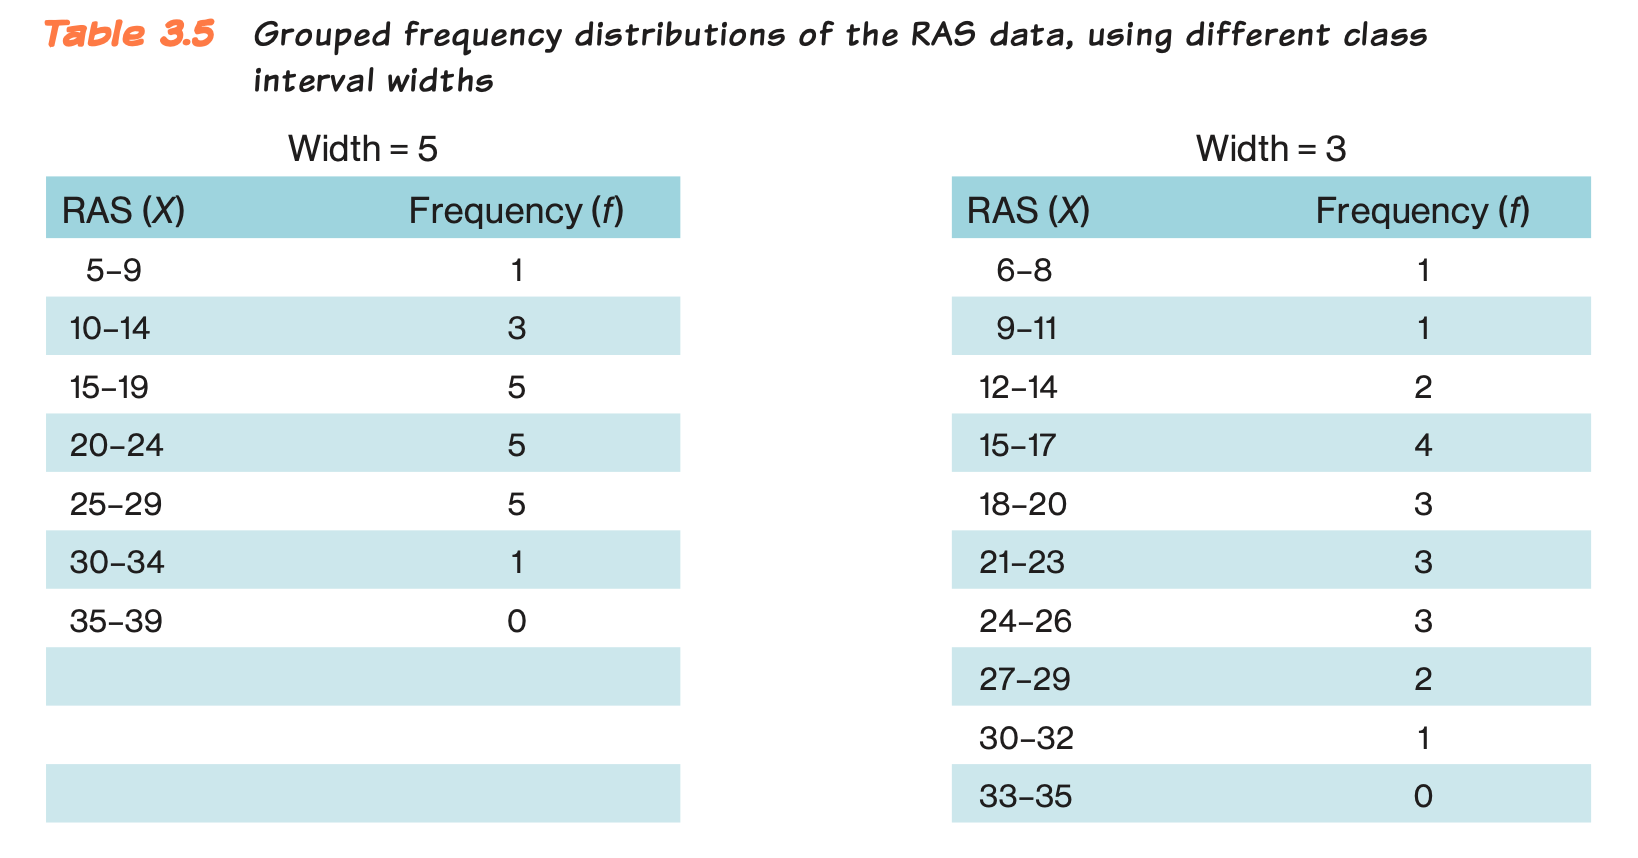 Table 3.5 Grouped frequency distributions of the RAS data, using different class
interval widths
Width = 5
RAS (X) Frequency (f)
5–9 1
10–14 3
15–19 5
20–24 5
25–29 5
30–34 1
35–39 0
Width = 3
RAS (X) Frequency (f)
6–8 1
9–11 1
12–14 2
15–17 4
18–20 3
21–23 3
24–26 3
27–29 2
30–32 1
33–35 0